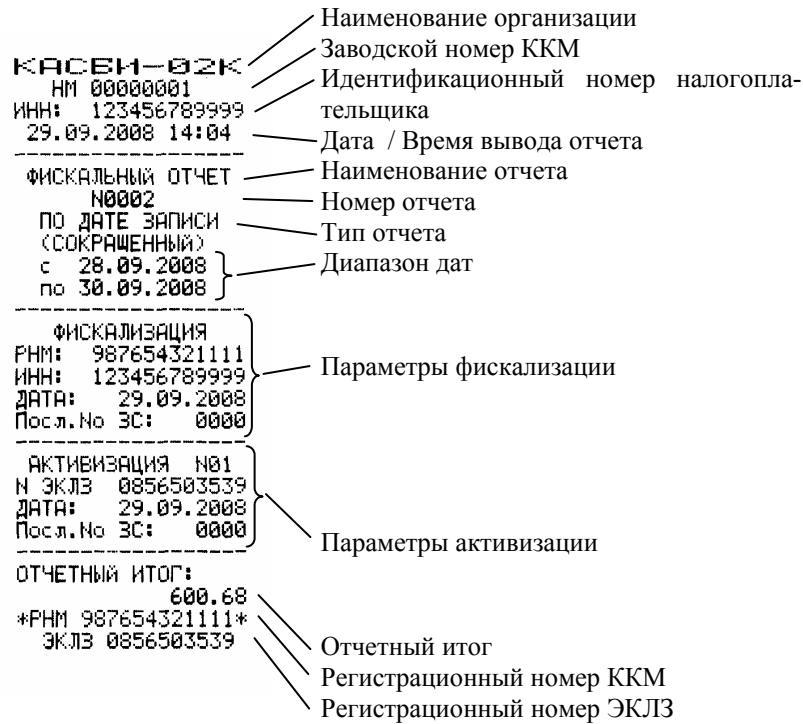 Наименование организации
КАСБИ-02К
Заводской номер ККМ
НМ 00000001
Идентификационный номер налогопла-
тельщика
ИНН: 123456789999
29.09.2008 14:04
Дата / Время вывода отчета
ФИСКАЛЬНЫЙ ОТЧЕТ
Наименование отчета
N0002
Номер отчета
ПО ДАТЕ ЗАПИСИ
(СОКРАЩЕННЫЙ)
Тип отчета
с 28.09.2008
по 30.09.2008
Диапазон дат
ФИСКАЛИЗАЦИЯ
РНМ: 987654321111
ИНН: 123456789999
ДАТА: 29.09.2008
Посл.No ЗС: 0000
Параметры фискализации
АКТИВИЗАЦИЯ N01
N ЭКЛЗ 0856503539
ДАТА: 29.09.2008
Посл.No ЗС: 0000
Параметры активизации
ОТЧЕТНЫЙ ИТОГ:
600.68
*РНМ 987654321111*
ЭКЛЗ 0856503539
Отчетный итог
Регистрационный номер ККМ
Регистрационный номер ЭКЛЗ